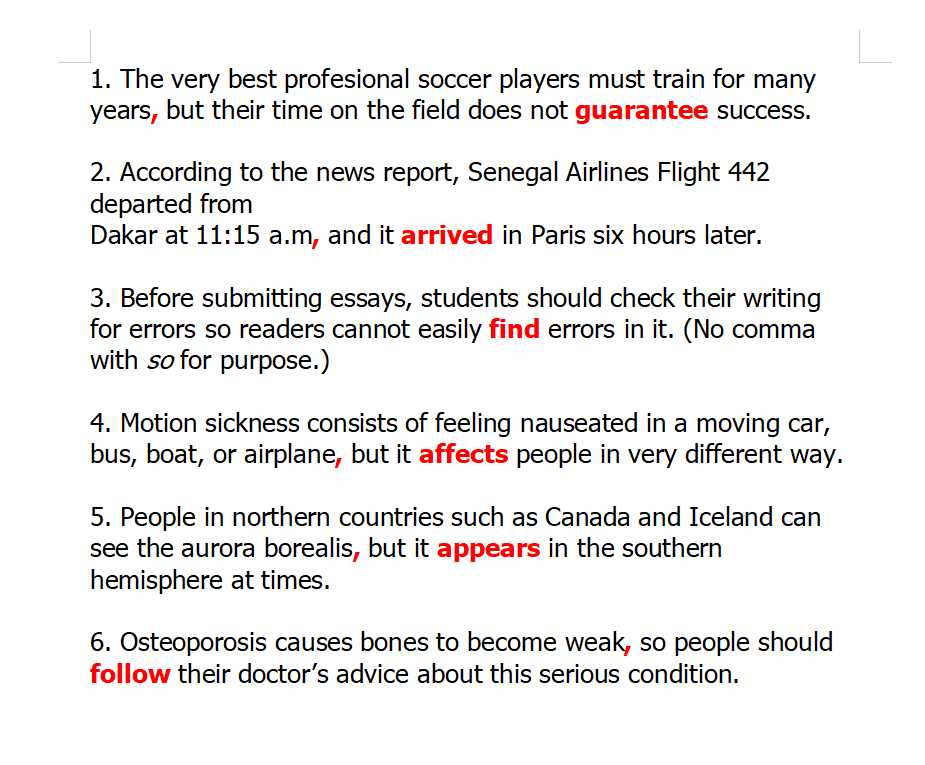 1. The very best profesional soccer players must train for many
years, but their time on the field does not guarantee success.
2. According to the news report, Senegal Airlines Flight 442
departed from
Dakar at 11:15 a.m, and it arrived in Paris six hours later.
3. Before submitting essays, students should check their writing
for errors so readers cannot easily find errors in it. (No comma
with so for purpose.)
4. Motion sickness consists of feeling nauseated in a moving car,
bus, boat, or airplane, but it affects people in very different way.
5. People in northern countries such as Canada and Iceland can
see the aurora borealis, but it appears in the southern
hemisphere at times.
6. Osteoporosis causes bones to become weak, so people should
follow their doctor’s advice about this serious condition.